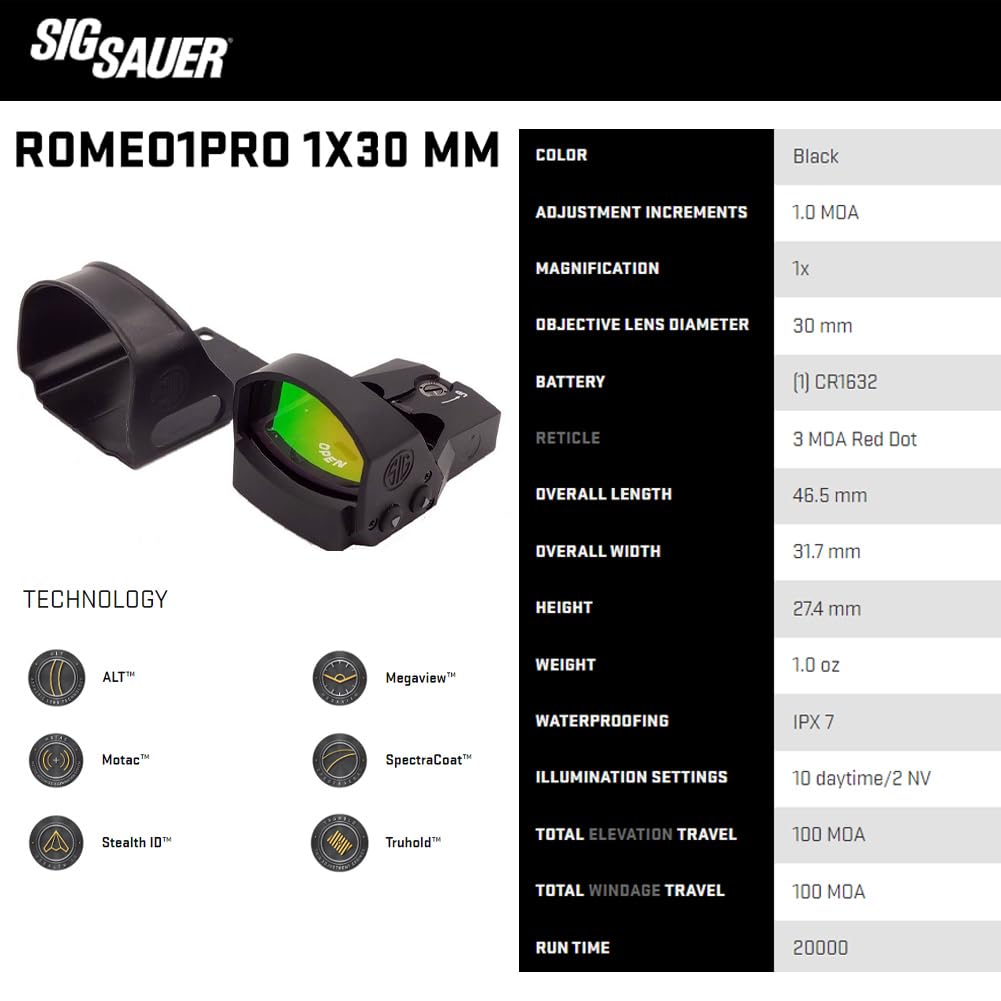 SIG SAUER
ROMEO1PRO 1X30 MM
OPEN
SIG
SIG
TECHNOLOGY
ALT™
Megaview™
Motac™
SpectraCoat™
Stealth ID™
Truhold™
COLOR Black
ADJUSTMENT INCREMENTS 1.0 MOA
MAGNIFICATION 1x
OBJECTIVE LENS DIAMETER 30 mm
BATTERY (1) CR1632
RETICLE 3 MOA Red Dot
OVERALL LENGTH 46.5 mm
OVERALL WIDTH 31.7 mm
HEIGHT 27.4 mm
WEIGHT 1.0 oz
WATERPROOFING IPX 7
ILLUMINATION SETTINGS 10 daytime/2 NV
TOTAL ELEVATION TRAVEL 100 MOA
TOTAL WINDAGE TRAVEL 100 MOA
RUN TIME 20000